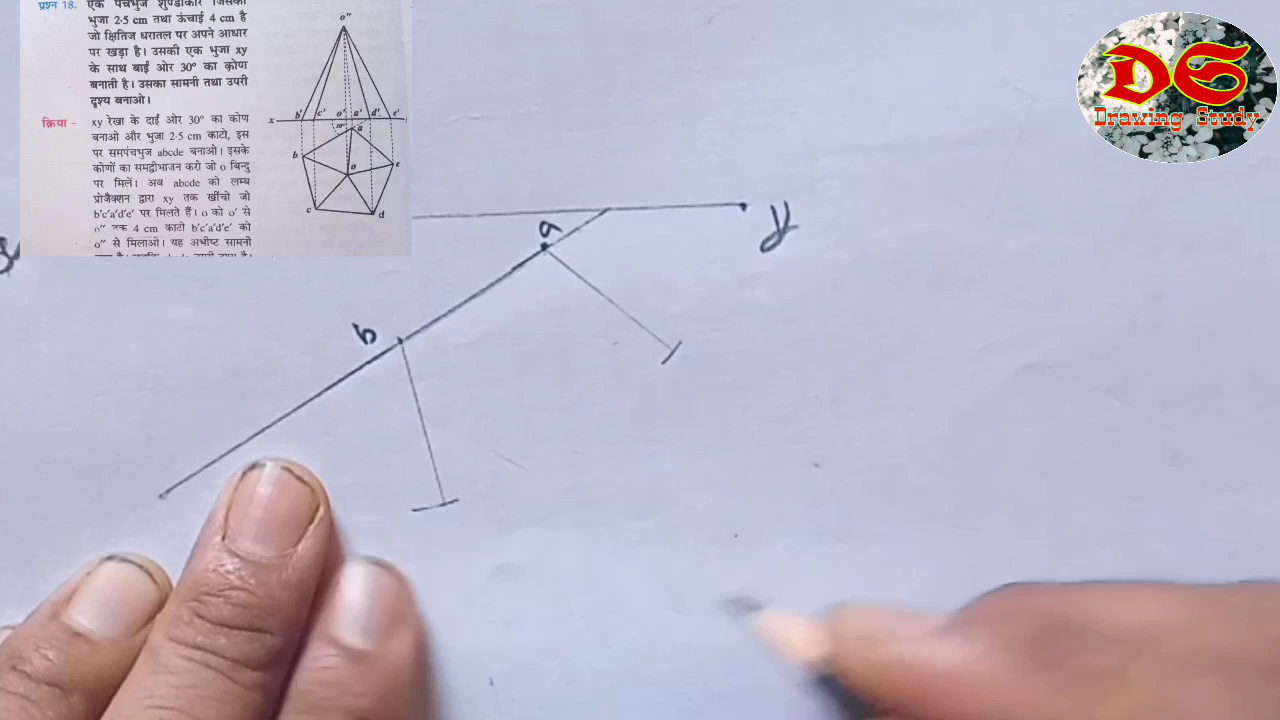 प्रश्न 18. एक पंचभुज शुण्डाकार जिसकी
भुजा 2·5 cm तथा ऊंचाई 4 cm है
जो क्षितिज धरातल पर अपने आधार
पर खड़ा है। उसकी एक भुजा xy
के साथ बाईं ओर 30° का कोण
बनाती है। उसका सामनी तथा उपरी
दृश्य बनाओ।
क्रिया - xy रेखा के दाईं ओर 30° का कोण
बनाओ और भुजा 2·5 cm काटो, इस
पर समपंचभुज abcde बनाओ। इसके
कोणों का समद्वीभाजन करो जो o बिन्दु
पर मिलें। अब abcde को लम्ब
प्रोजैक्शन द्वारा xy तक खींचो जो
b'c'a'd'e' पर मिलते हैं। o को o' से
o" तक 4 cm काटो b'c'a'd'e' को
o" से मिलाओ। यह अभीष्ट सामनी
o"
x b' c' o' a' d' e'
30°
a
b
e
o
c
d
DS
Drawing Study
a
y
b